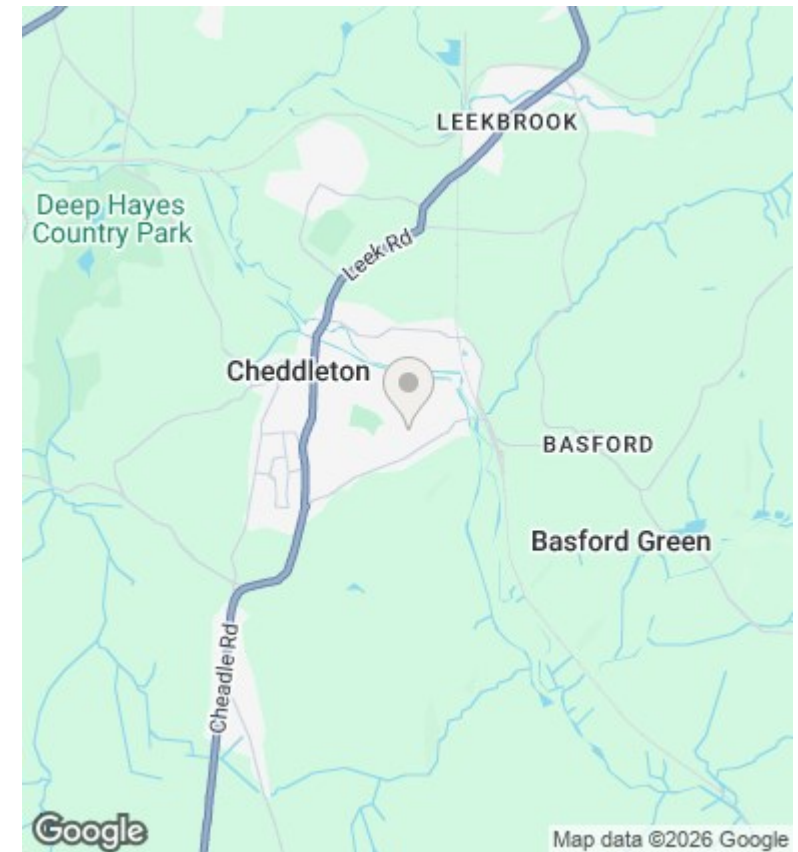 LEEKBROOK
Deep Hayes
Country Park
Leek Rd
Cheddleton
BASFORD
Basford Green
Cheadle Rd
Google
Map data ©2026 Google